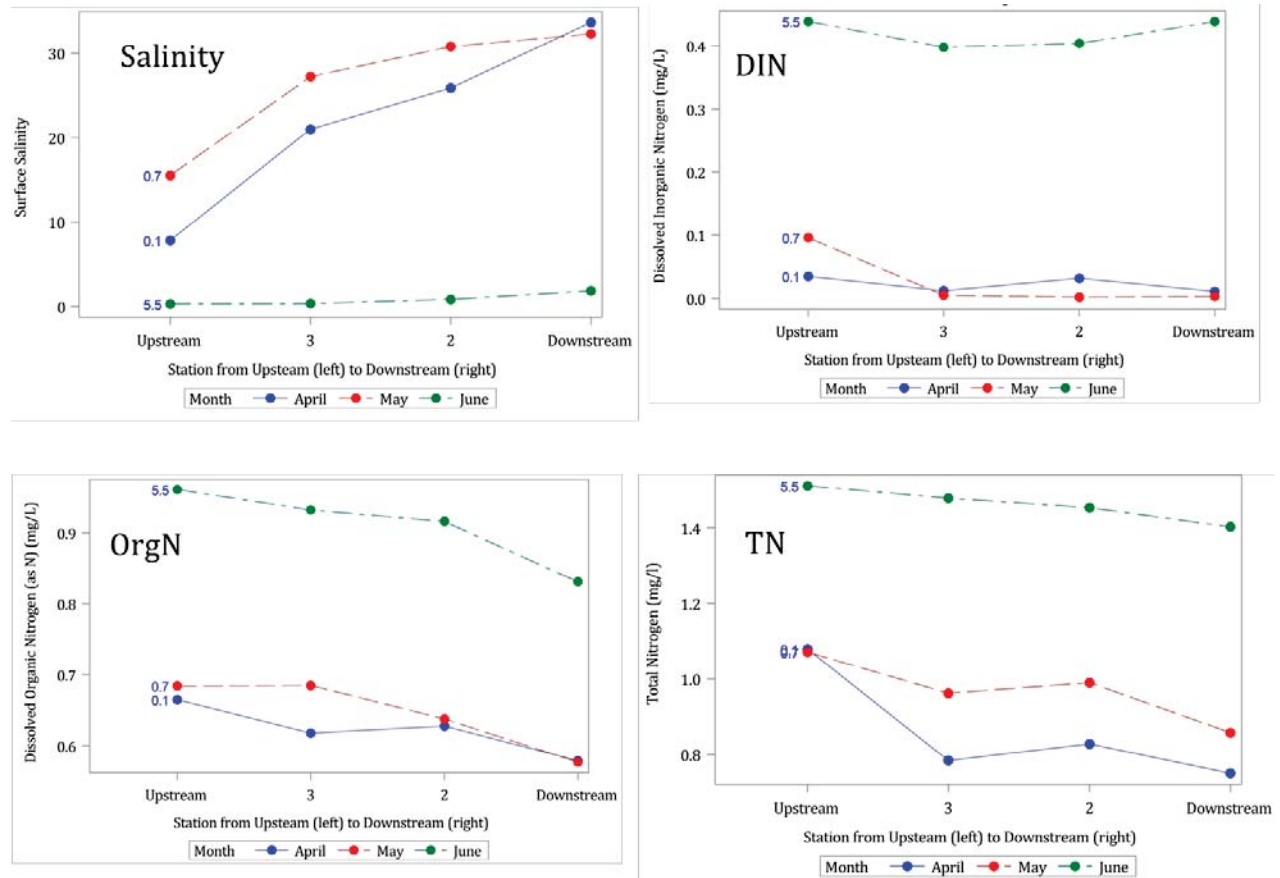 Salinity
Surface Salinity
30
20
10
0
0.7
0.1
5.5
Upstream 3 2 Downstream
Station from Upsteam (left) to Downstream (right)
Month April May June
DIN
Dissolved Inorganic Nitrogen (mg/L)
0.4
0.3
0.2
0.1
0.0
5.5
0.7
0.1
Upstream 3 2 Downstream
Station from Upsteam (left) to Downstream (right)
Month April May June
OrgN
Dissolved Organic Nitrogen (as N) (mg/L)
0.9
0.8
0.7
0.6
5.5
0.7
0.1
Upstream 3 2 Downstream
Station from Upsteam (left) to Downstream (right)
Month April May June
TN
Total Nitrogen (mg/l)
1.4
1.2
1.0
0.8
5.5
Upstream 3 2 Downstream
Station from Upsteam (left) to Downstream (right)
Month April May June